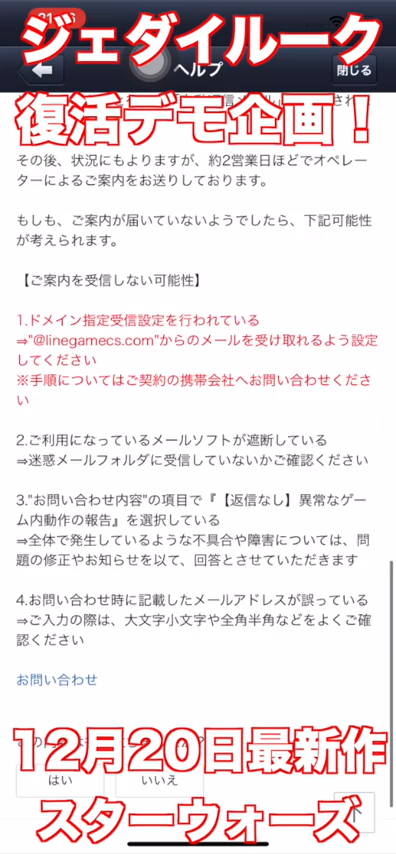 ジェダイルーク
ヘルプ
閉じる
復活デモ企画！
その後、状況にもよりますが、約2営業日ほどでオペレー
ターによるご案内をお送りしております。
もしも、ご案内が届いていないようでしたら、下記可能性
が考えられます。
【ご案内を受信しない可能性】
1.ドメイン指定受信設定を行われている
⇒"@linegamecs.com"からのメールを受け取れるよう設定
してください
※手順についてはご契約の携帯会社へお問い合わせくださ
い
2.ご利用になっているメールソフトが遮断している
⇒迷惑メールフォルダに受信していないかご確認ください
3."お問い合わせ内容"の項目で『【返信なし】異常なゲー
ム内動作の報告』を選択している
⇒全体で発生しているような不具合や障害については、問
題の修正やお知らせを以て、回答とさせていただきます
4.お問い合わせ時に記載したメールアドレスが誤っている
⇒ご入力の際は、大文字小文字や全角半角などをよくご確
認ください
お問い合わせ
12月20日最新作
はい
いいえ
スターウォーズ